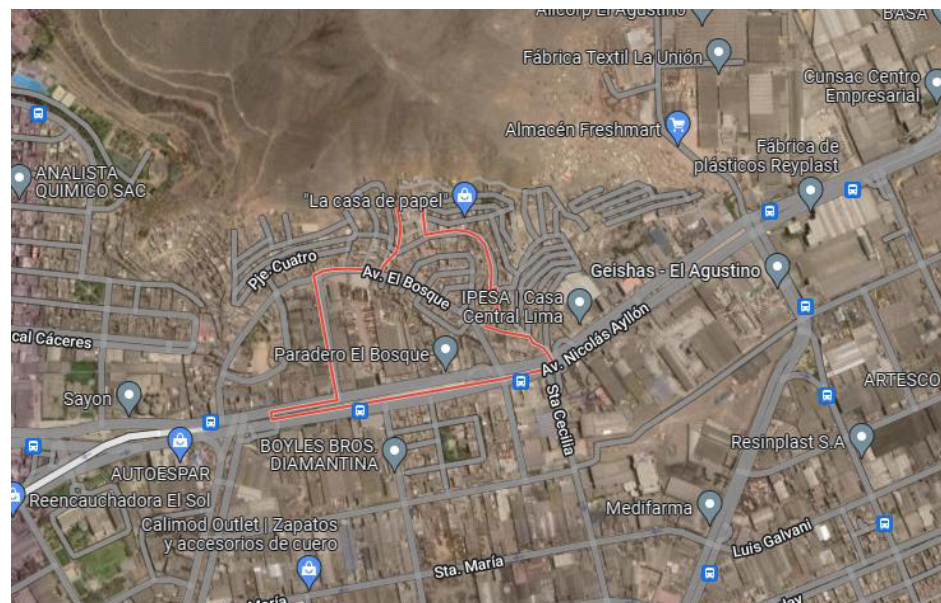 Alicorp El Agustino
BASA
Fábrica Textil La Unión
Cunsac Centro
Empresarial
Almacén Freshmart
Fábrica de
plásticos Reyplast
ANALISTA
QUIMICO SAC
"La casa de papel"
Pje. Cuatro
Av. El Bosque
Geishas - El Agustino
IPESA | Casa
Central Lima
Av. Nicolás Ayllón
cal Cáceres
Paradero El Bosque
Sayon
ARTESCO
Sta Cecilia
BOYLES BROS.
DIAMANTINA
Resinplast S.A
AUTOESPAR
Reencauchadora El Sol
Medifarma
Calimod Outlet | Zapatos
y accesorios de cuero
Luis Galvani
Sta. María
María